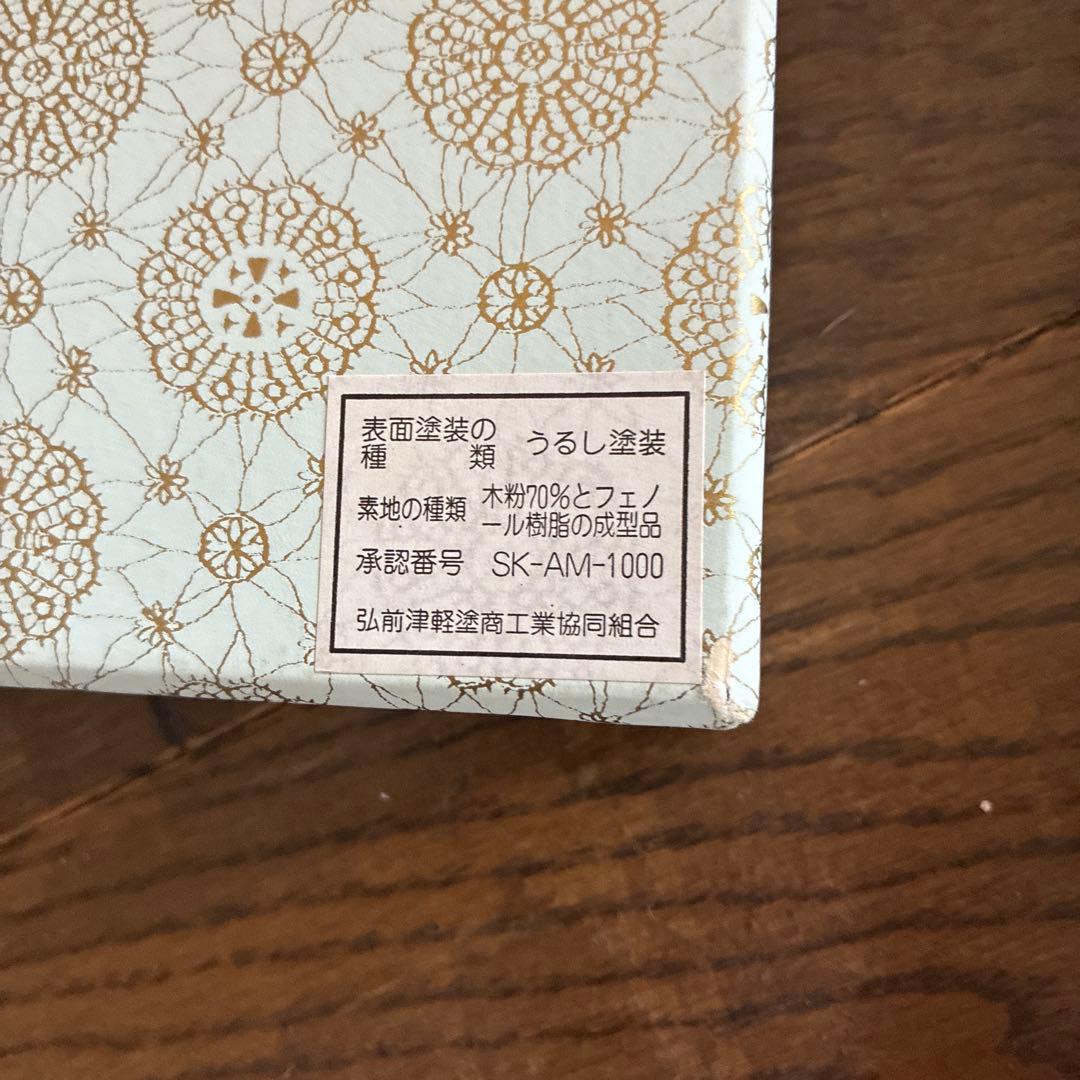 表面塗装の種類 うるし塗装
素地の種類 木粉70%とフェノ
ール樹脂の成型品
承認番号 SK-AM-1000
弘前津軽塗商工業協同組合